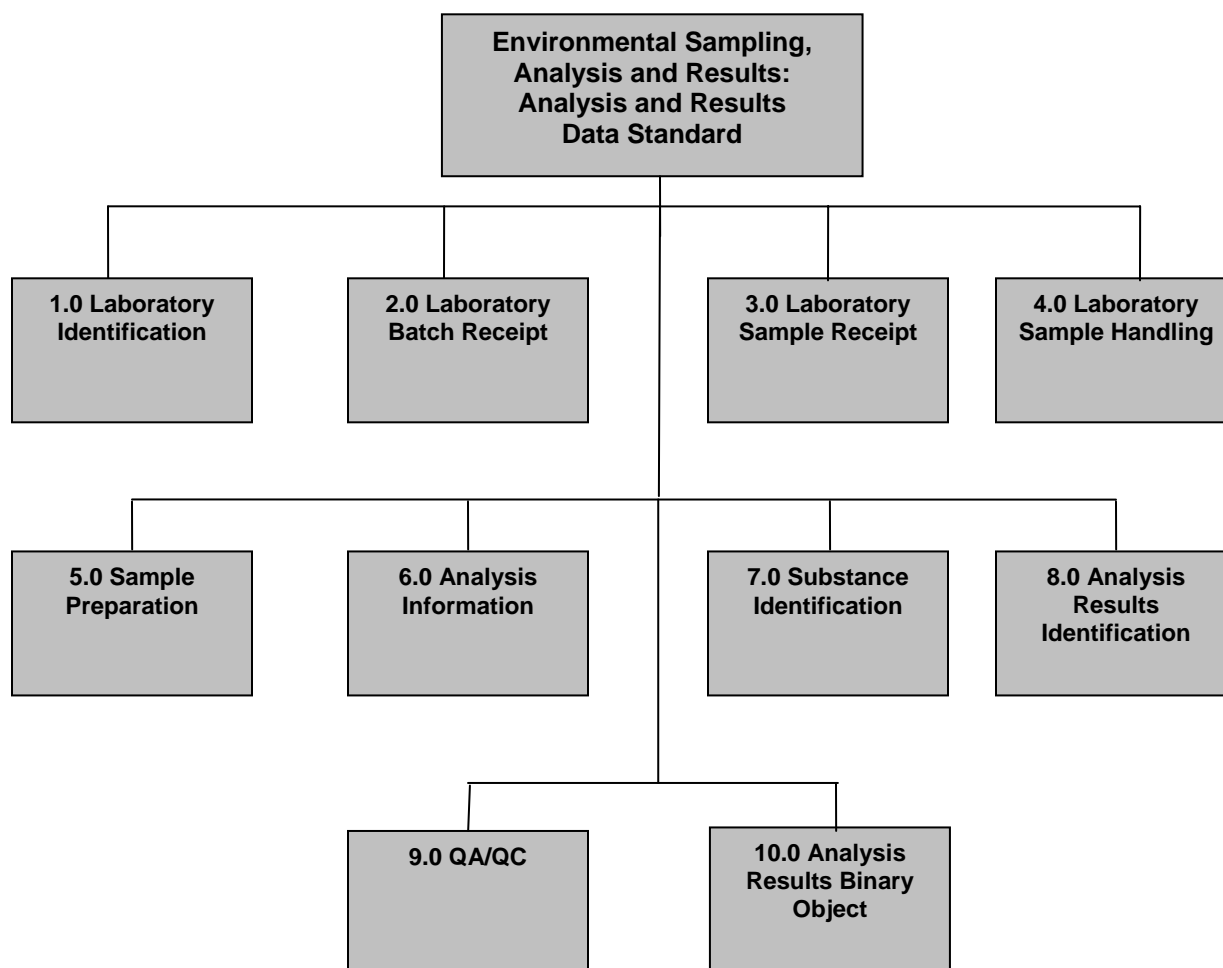 Environmental Sampling,
Analysis and Results:
Analysis and Results
Data Standard
1.0 Laboratory
Identification
2.0 Laboratory
Batch Receipt
3.0 Laboratory
Sample Receipt
4.0 Laboratory
Sample Handling
5.0 Sample
Preparation
6.0 Analysis
Information
7.0 Substance
Identification
8.0 Analysis
Results
Identification
9.0 QA/QC
10.0 Analysis
Results Binary
Object